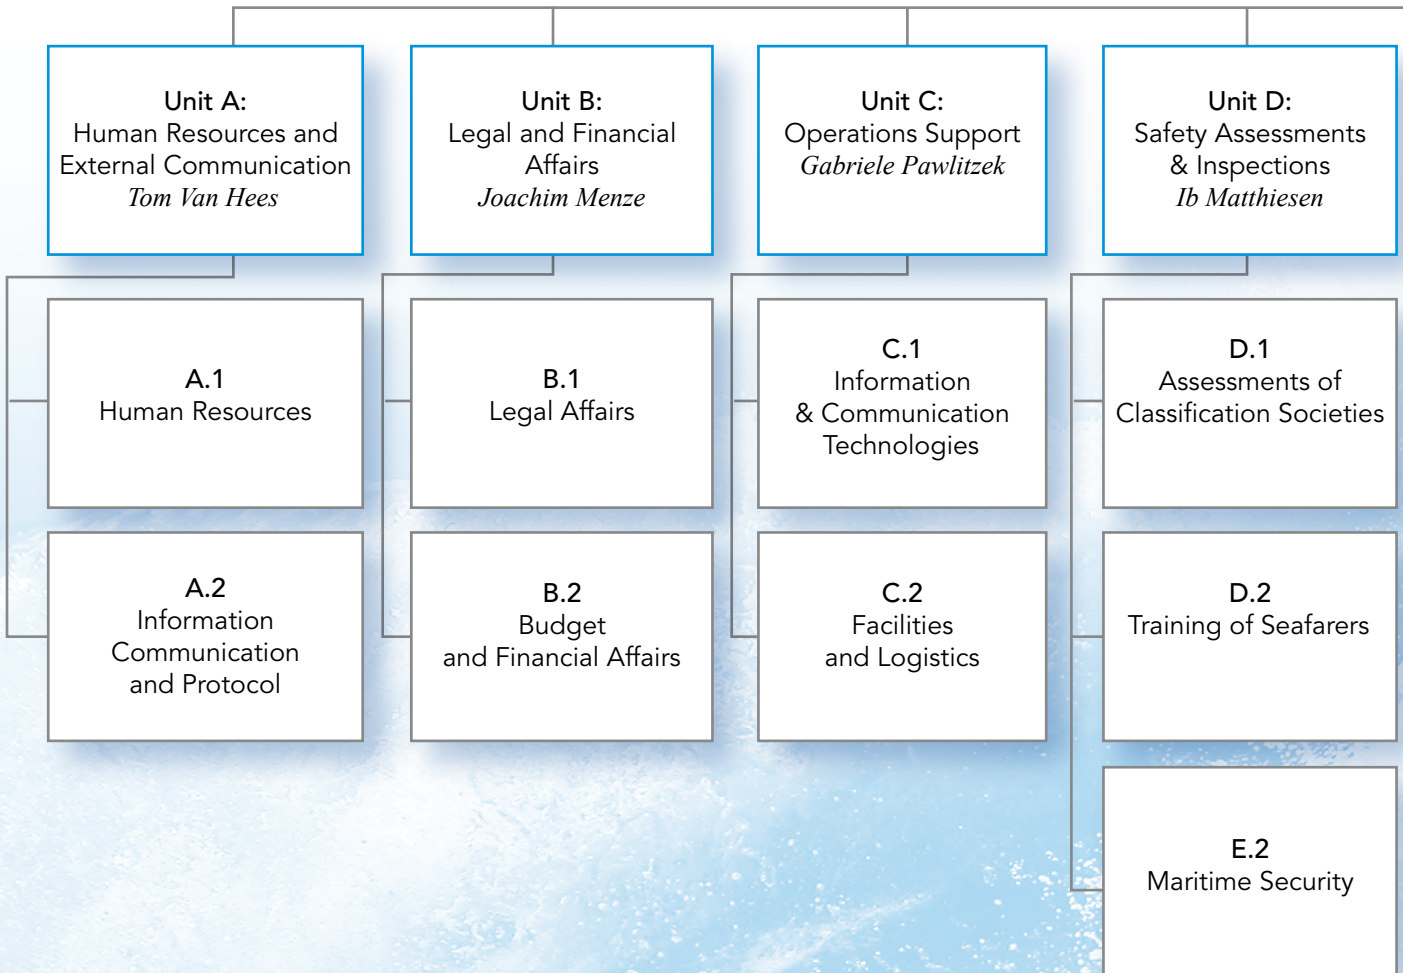 Unit A:
Human Resources and
External Communication
Tom Van Hees
Unit B:
Legal and Financial
Affairs
Joachim Menze
Unit C:
Operations Support
Gabriele Pawlitzek
Unit D:
Safety Assessments
& Inspections
Ib Matthiesen
A.1
Human Resources
B.1
Legal Affairs
C.1
Information
& Communication
Technologies
D.1
Assessments of
Classification Societies
A.2
Information
Communication
and Protocol
B.2
Budget
and Financial Affairs
C.2
Facilities
and Logistics
D.2
Training of Seafarers
E.2
Maritime Security